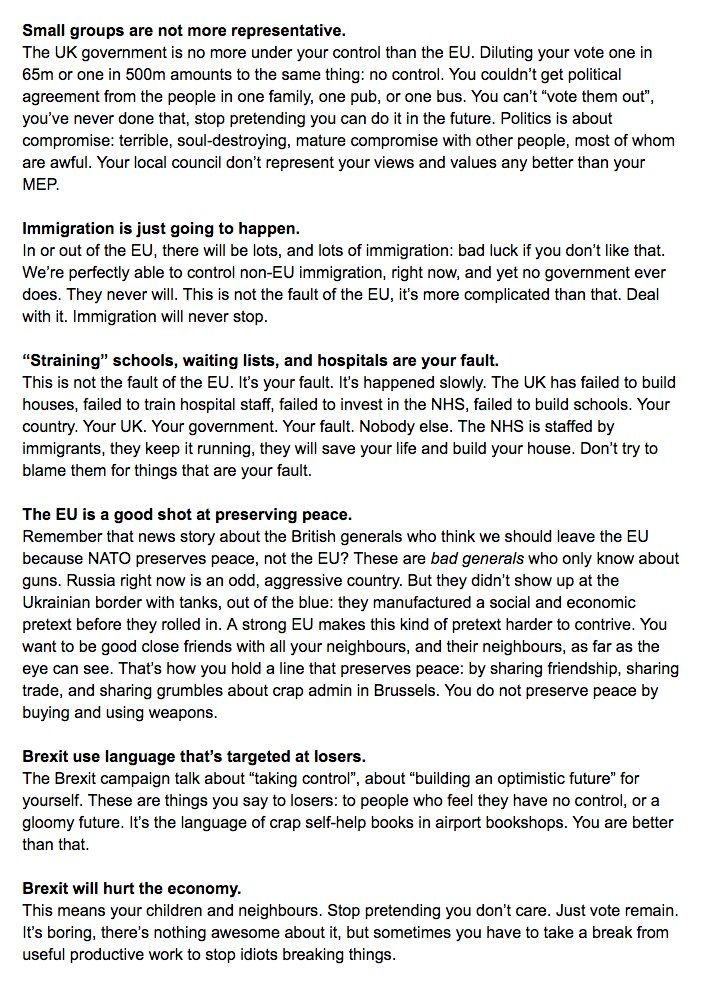 Small groups are not more representative.
The UK government is no more under your control than the EU. Diluting your vote one in
65m or one in 500m amounts to the same thing: no control. You couldn’t get political
agreement from the people in one family, one pub, or one bus. You can’t “vote them out”,
you’ve never done that, stop pretending you can do it in the future. Politics is about
compromise: terrible, soul-destroying, mature compromise with other people, most of whom
are awful. Your local council don’t represent your views and values any better than your
MEP.
Immigration is just going to happen.
In or out of the EU, there will be lots, and lots of immigration: bad luck if you don’t like that.
We’re perfectly able to control non-EU immigration, right now, and yet no government ever
does. They never will. This is not the fault of the EU, it’s more complicated than that. Deal
with it. Immigration will never stop.
“Straining” schools, waiting lists, and hospitals are your fault.
This is not the fault of the EU. It’s your fault. It’s happened slowly. The UK has failed to build
houses, failed to train hospital staff, failed to invest in the NHS, failed to build schools. Your
country. Your UK. Your government. Your fault. Nobody else. The NHS is staffed by
immigrants, they keep it running, they will save your life and build your house. Don’t try to
blame them for things that are your fault.
The EU is a good shot at preserving peace.
Remember that news story about the British generals who think we should leave the EU
because NATO preserves peace, not the EU? These are bad generals who only know about
guns. Russia right now is an odd, aggressive country. But they didn’t show up at the
Ukrainian border with tanks, out of the blue: they manufactured a social and economic
pretext before they rolled in. A strong EU makes this kind of pretext harder to contrive. You
want to be good close friends with all your neighbours, and their neighbours, as far as the
eye can see. That’s how you hold a line that preserves peace: by sharing friendship, sharing
trade, and sharing grumbles about crap admin in Brussels. You do not preserve peace by
buying and using weapons.
Brexit use language that’s targeted at losers.
The Brexit campaign talk about “taking control”, about “building an optimistic future” for
yourself. These are things you say to losers: to people who feel they have no control, or a
gloomy future. It’s the language of crap self-help books in airport bookshops. You are better
than that.
Brexit will hurt the economy.
This means your children and neighbours. Stop pretending you don’t care. Just vote remain.
It’s boring, there’s nothing awesome about it, but sometimes you have to take a break from
useful productive work to stop idiots breaking things.